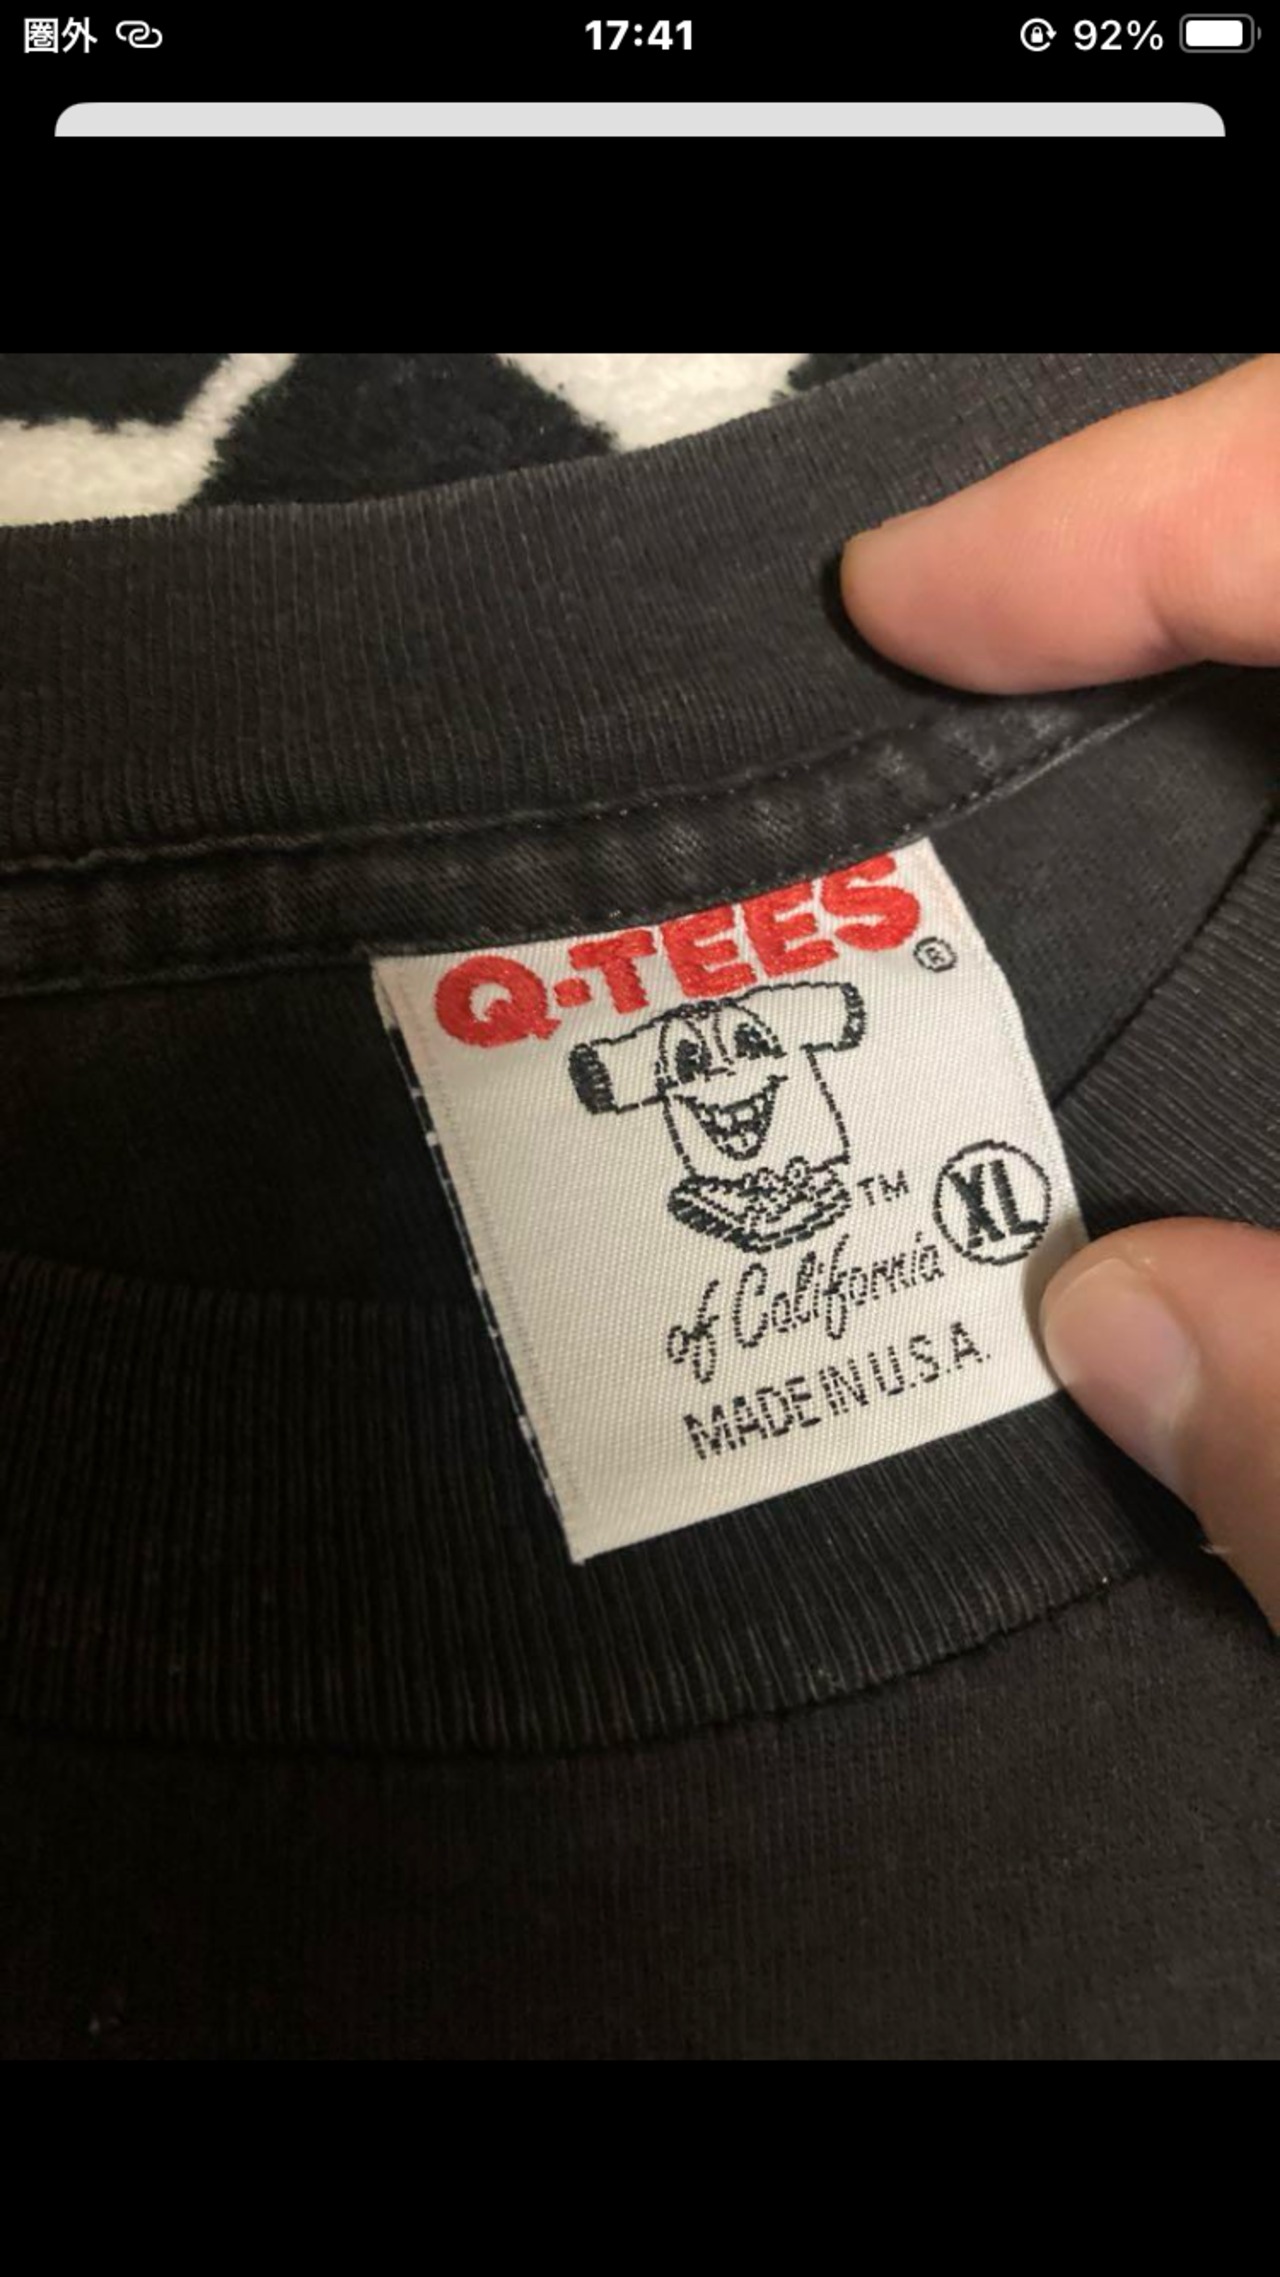 圏外 17:41 92%
Q-TEES ®
TM XL
of California
MADE IN U.S.A.